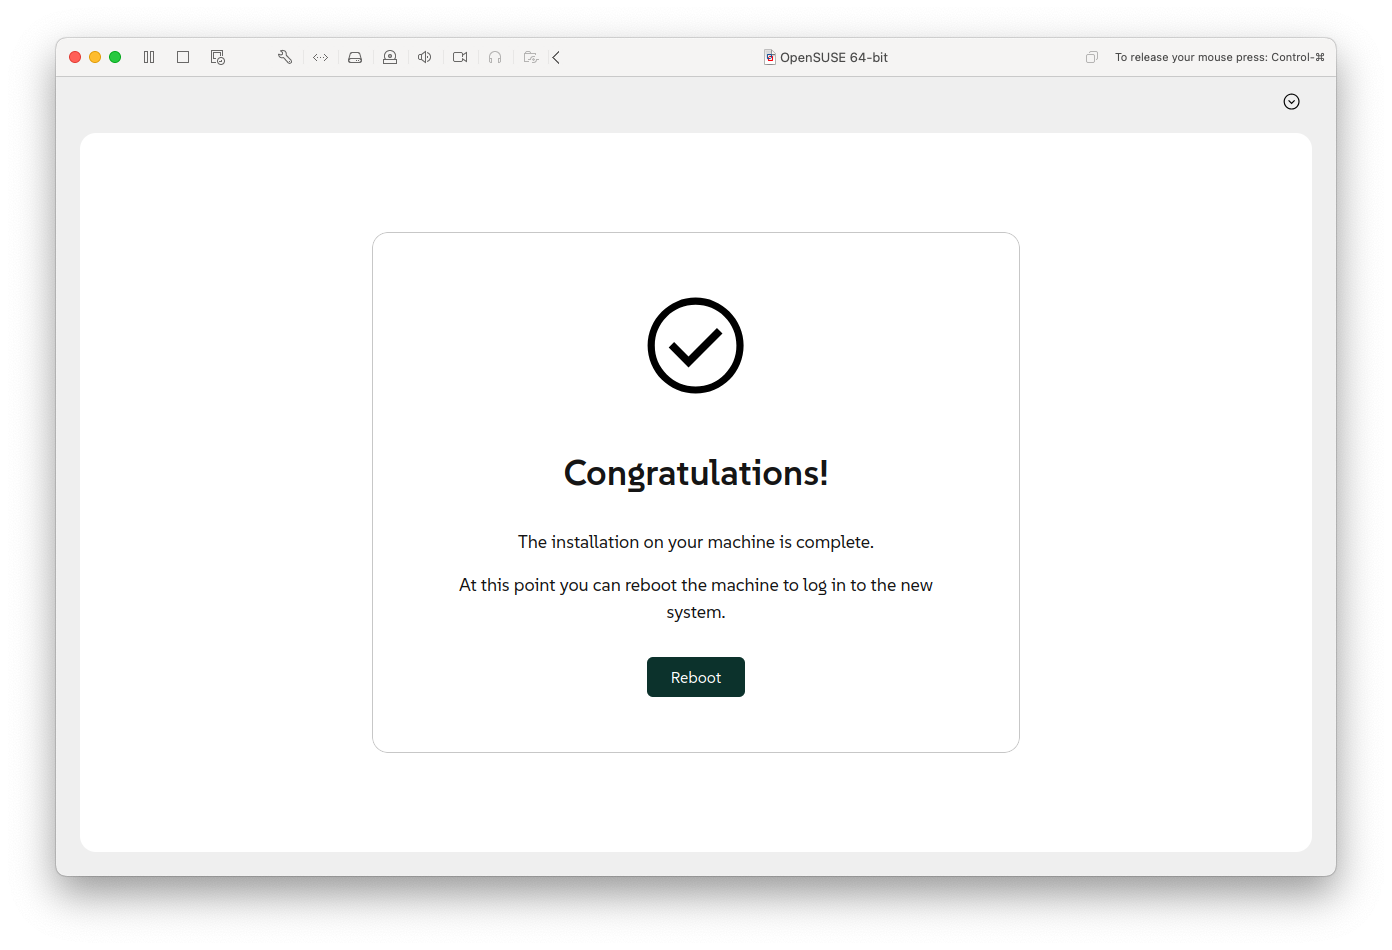 OpenSUSE 64-bit
To release your mouse press: Control-⌘
Congratulations!
The installation on your machine is complete.
At this point you can reboot the machine to log in to the new
system.
Reboot